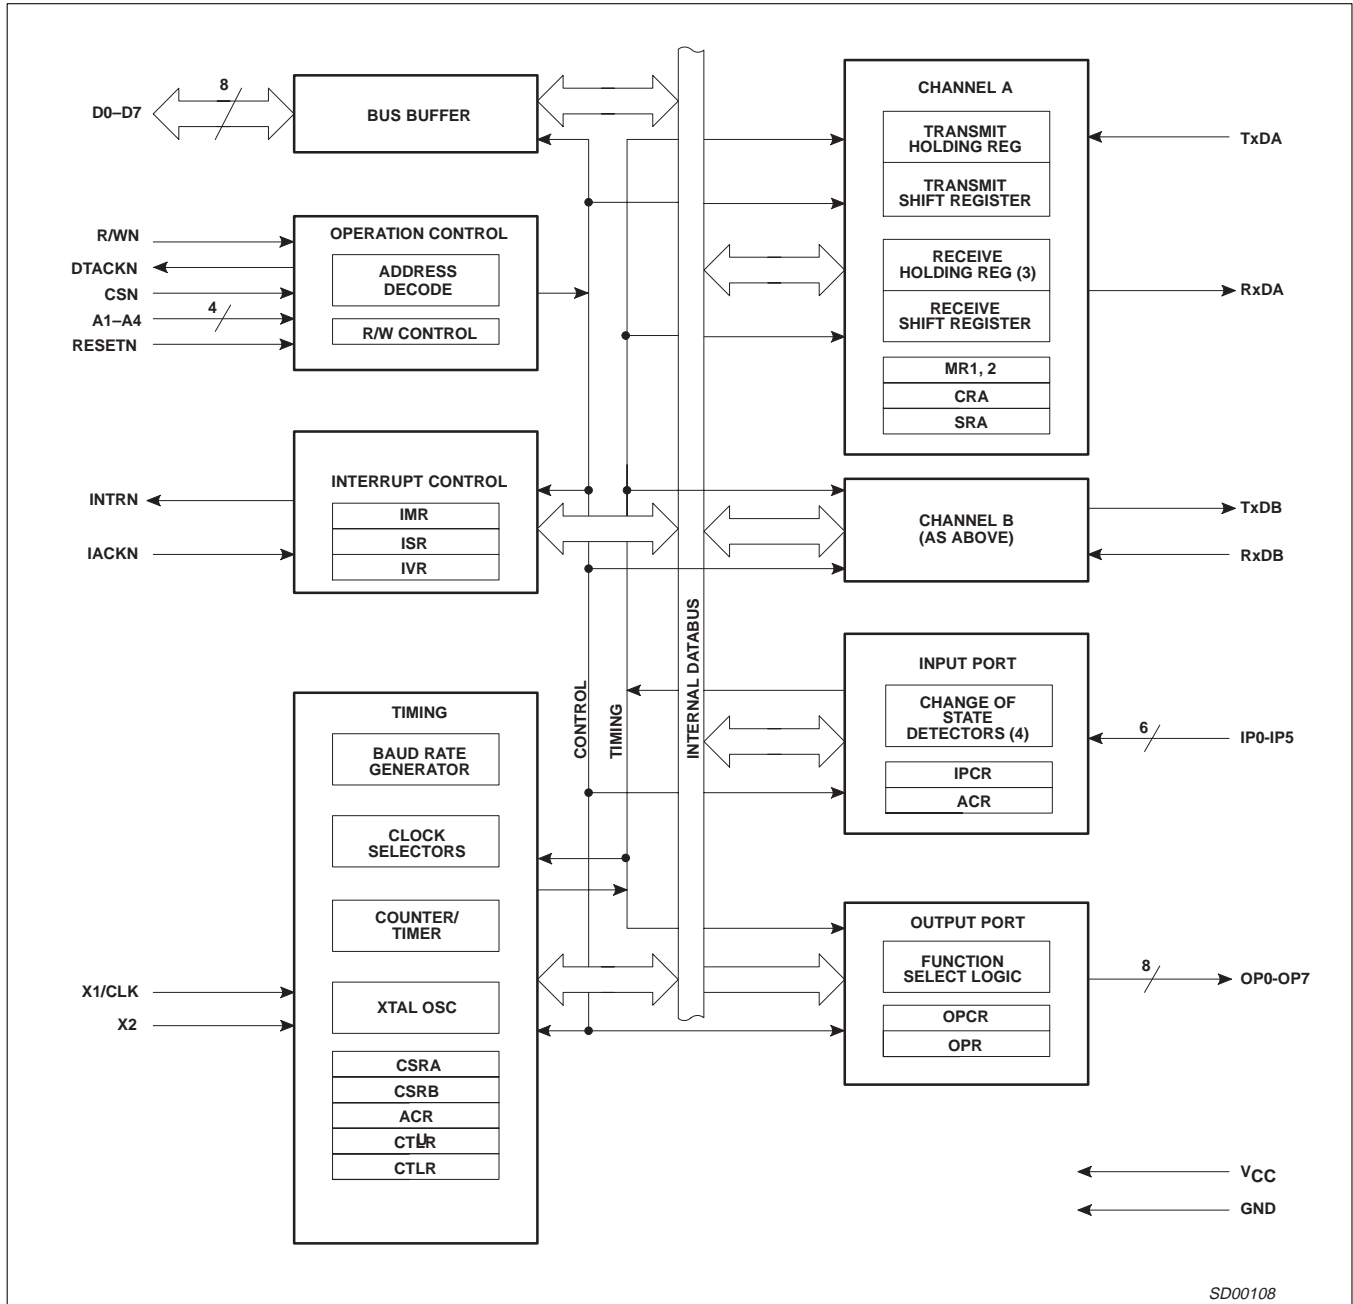 D0–D7
8
BUS BUFFER
R/WN
DTACKN
CSN
A1–A4
4
RESETN
OPERATION CONTROL
ADDRESS
DECODE
R/W CONTROL
INTRN
IACKN
INTERRUPT CONTROL
IMR
ISR
IVR
TIMING
BAUD RATE
GENERATOR
CLOCK
SELECTORS
COUNTER/
TIMER
X1/CLK
X2
XTAL OSC
CSRA
CSRB
ACR
CTUR
CTLR
CONTROL
TIMING
INTERNAL DATABUS
CHANNEL A
TRANSMIT
HOLDING REG
TRANSMIT
SHIFT REGISTER
RECEIVE
HOLDING REG (3)
RECEIVE
SHIFT REGISTER
MR1, 2
CRA
SRA
TxDA
RxDA
CHANNEL B
(AS ABOVE)
TxDB
RxDB
INPUT PORT
CHANGE OF
STATE
DETECTORS (4)
IPCR
ACR
6
IP0-IP5
OUTPUT PORT
FUNCTION
SELECT LOGIC
OPCR
OPR
8
OP0-OP7
VCC
GND
SD00108